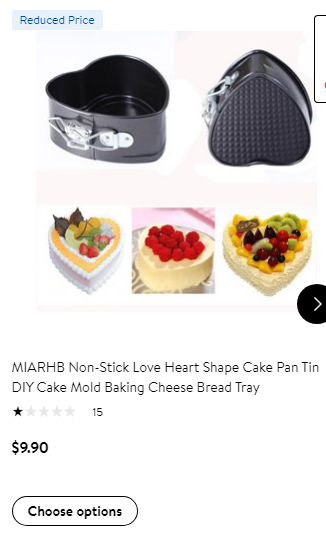 Reduced Price
MIARHB Non-Stick Love Heart Shape Cake Pan Tin
DIY Cake Mold Baking Cheese Bread Tray
15
$9.90
Choose options